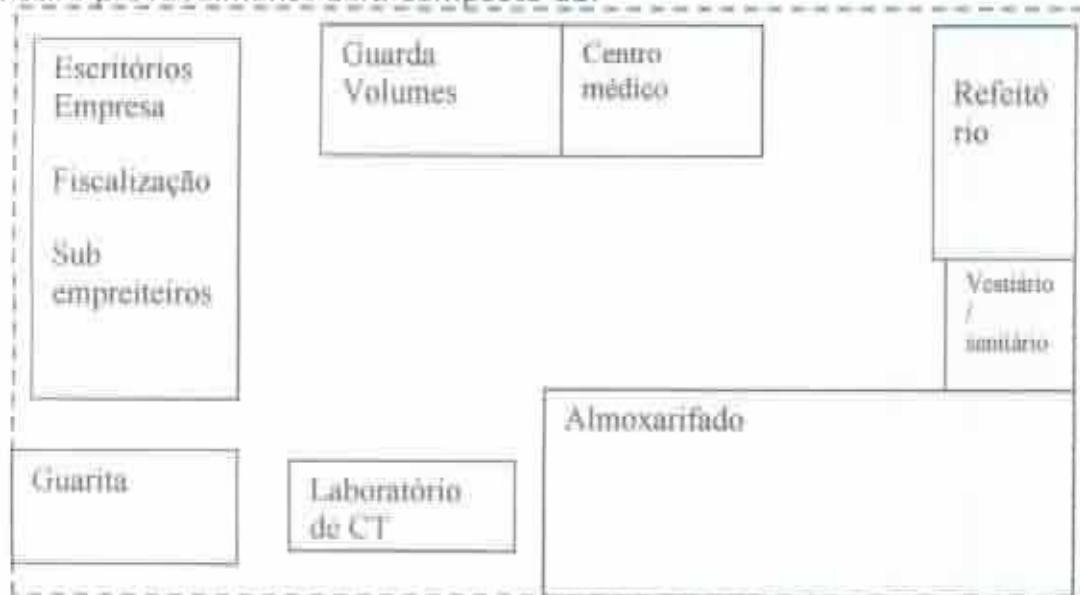 Escritórios
Empresa
Fiscalização
Sub
empreiteiros
Guarda
Volumes
Centro
médico
Refeitó
rio
Vestiário
/
sanitário
Almoxarifado
Guarita
Laboratório
de CT